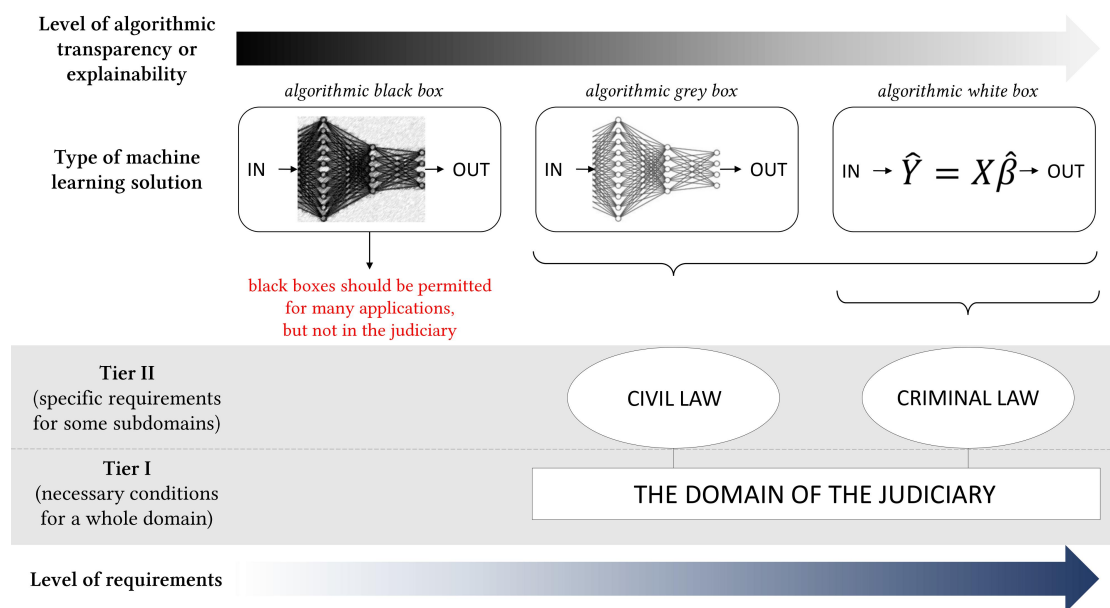 Level of algorithmic
transparency or
explainability
algorithmic black box
algorithmic grey box
algorithmic white box
Type of machine
learning solution
IN
OUT
IN
OUT
IN
Ŷ = Xβ̂
OUT
black boxes should be permitted
for many applications,
but not in the judiciary
Tier II
(specific requirements
for some subdomains)
CIVIL LAW
CRIMINAL LAW
Tier I
(necessary conditions
for a whole domain)
THE DOMAIN OF THE JUDICIARY
Level of requirements